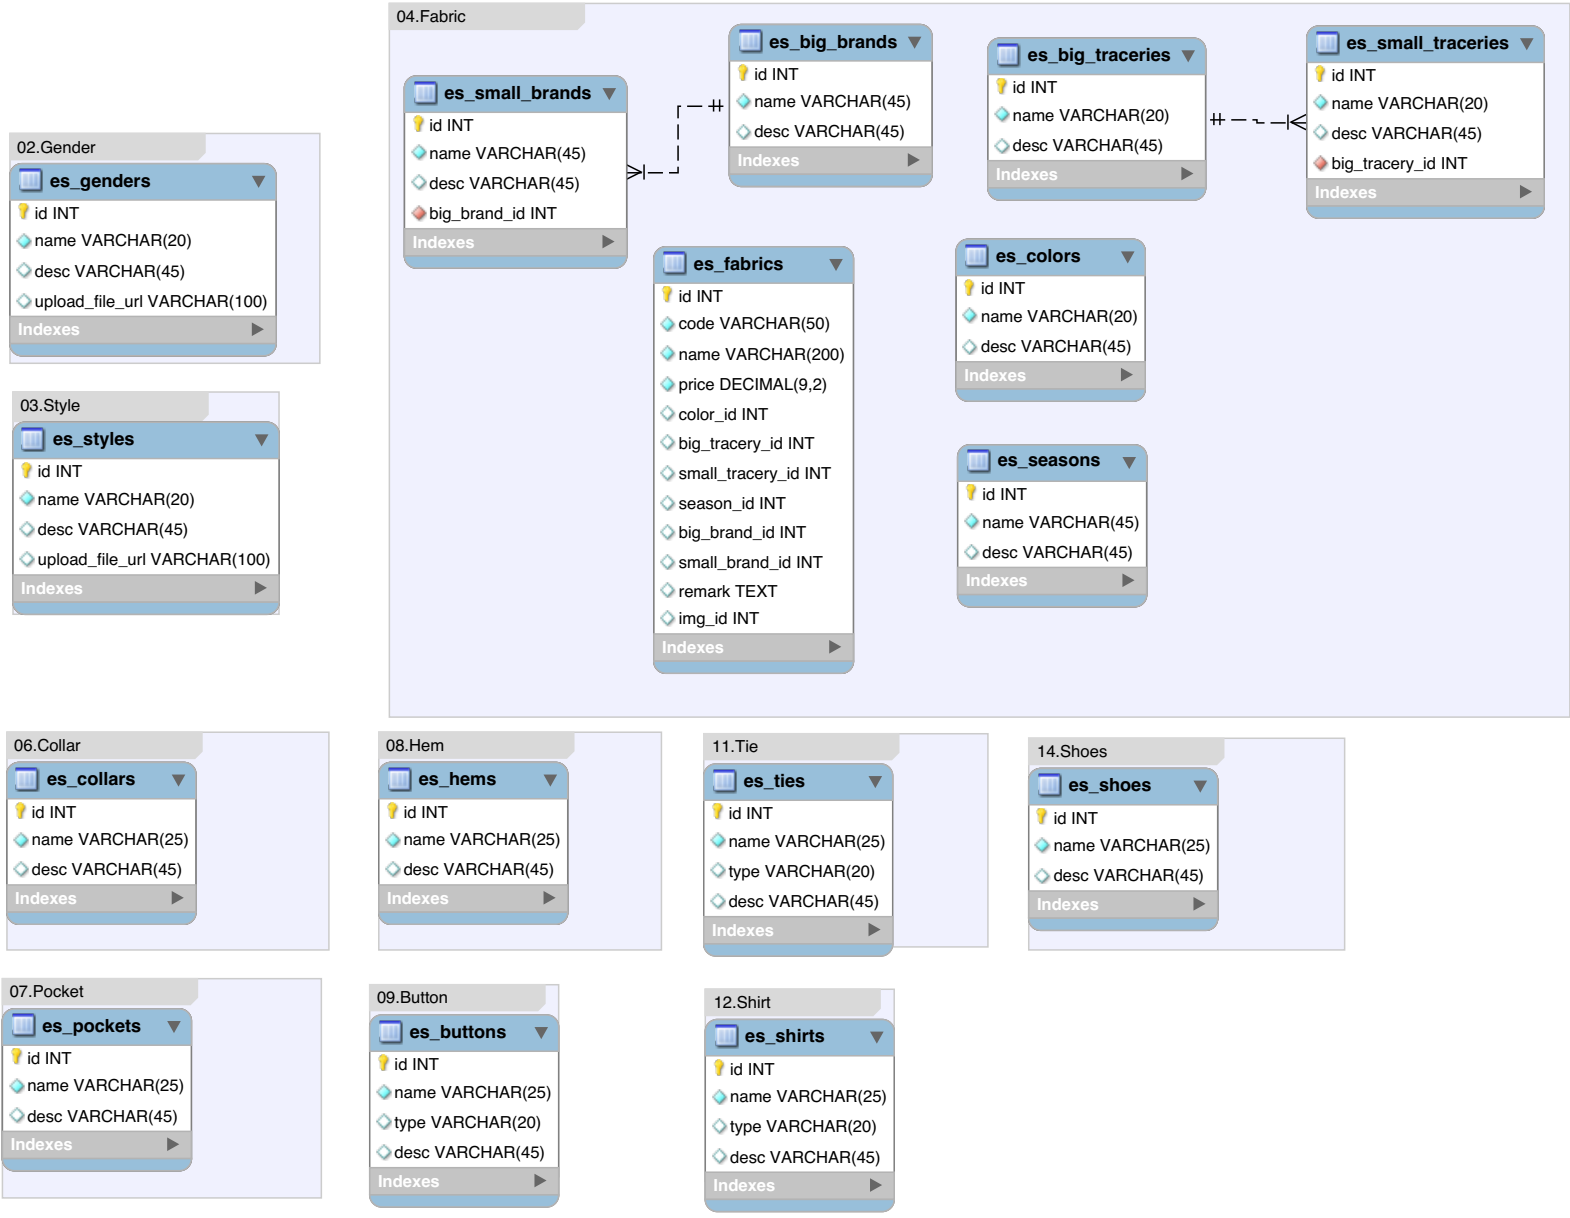 04.Fabric
es_small_brands
id INT
name VARCHAR(45)
desc VARCHAR(45)
big_brand_id INT
Indexes
es_big_brands
id INT
name VARCHAR(45)
desc VARCHAR(45)
Indexes
es_big_traceries
id INT
name VARCHAR(20)
desc VARCHAR(45)
Indexes
es_small_traceries
id INT
name VARCHAR(20)
desc VARCHAR(45)
big_tracery_id INT
Indexes
02.Gender
es_genders
id INT
name VARCHAR(20)
desc VARCHAR(45)
upload_file_url VARCHAR(100)
Indexes
es_fabrics
id INT
code VARCHAR(50)
name VARCHAR(200)
price DECIMAL(9,2)
color_id INT
big_tracery_id INT
small_tracery_id INT
season_id INT
big_brand_id INT
small_brand_id INT
remark TEXT
img_id INT
Indexes
es_colors
id INT
name VARCHAR(20)
desc VARCHAR(45)
Indexes
03.Style
es_styles
id INT
name VARCHAR(20)
desc VARCHAR(45)
upload_file_url VARCHAR(100)
Indexes
es_seasons
id INT
name VARCHAR(45)
desc VARCHAR(45)
Indexes
06.Collar
es_collars
id INT
name VARCHAR(25)
desc VARCHAR(45)
Indexes
08.Hem
es_hems
id INT
name VARCHAR(25)
desc VARCHAR(45)
Indexes
11.Tie
es_ties
id INT
name VARCHAR(25)
type VARCHAR(20)
desc VARCHAR(45)
Indexes
14.Shoes
es_shoes
id INT
name VARCHAR(25)
desc VARCHAR(45)
Indexes
07.Pocket
es_pockets
id INT
name VARCHAR(25)
desc VARCHAR(45)
Indexes
09.Button
es_buttons
id INT
name VARCHAR(25)
type VARCHAR(20)
desc VARCHAR(45)
Indexes
12.Shirt
es_shirts
id INT
name VARCHAR(25)
type VARCHAR(20)
desc VARCHAR(45)
Indexes